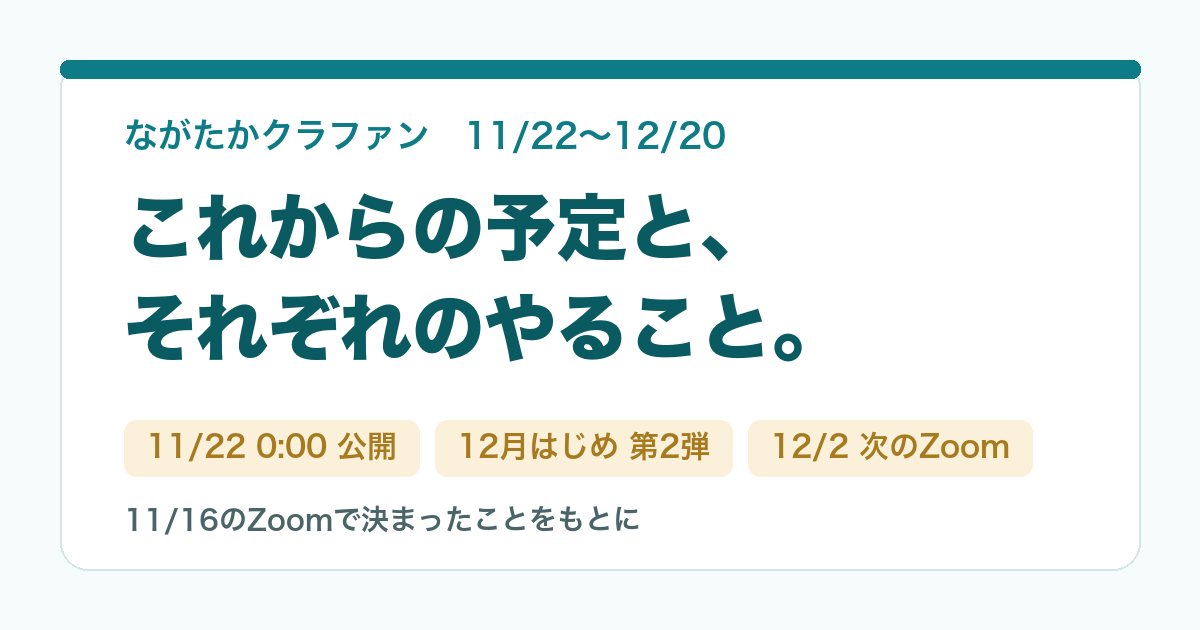 ながたかクラファン　11/22〜12/20
これからの予定と、
それぞれのやること。
11/22 0:00 公開　12月はじめ 第2弾　12/2 次のZoom
11/16のZoomで決まったことをもとに